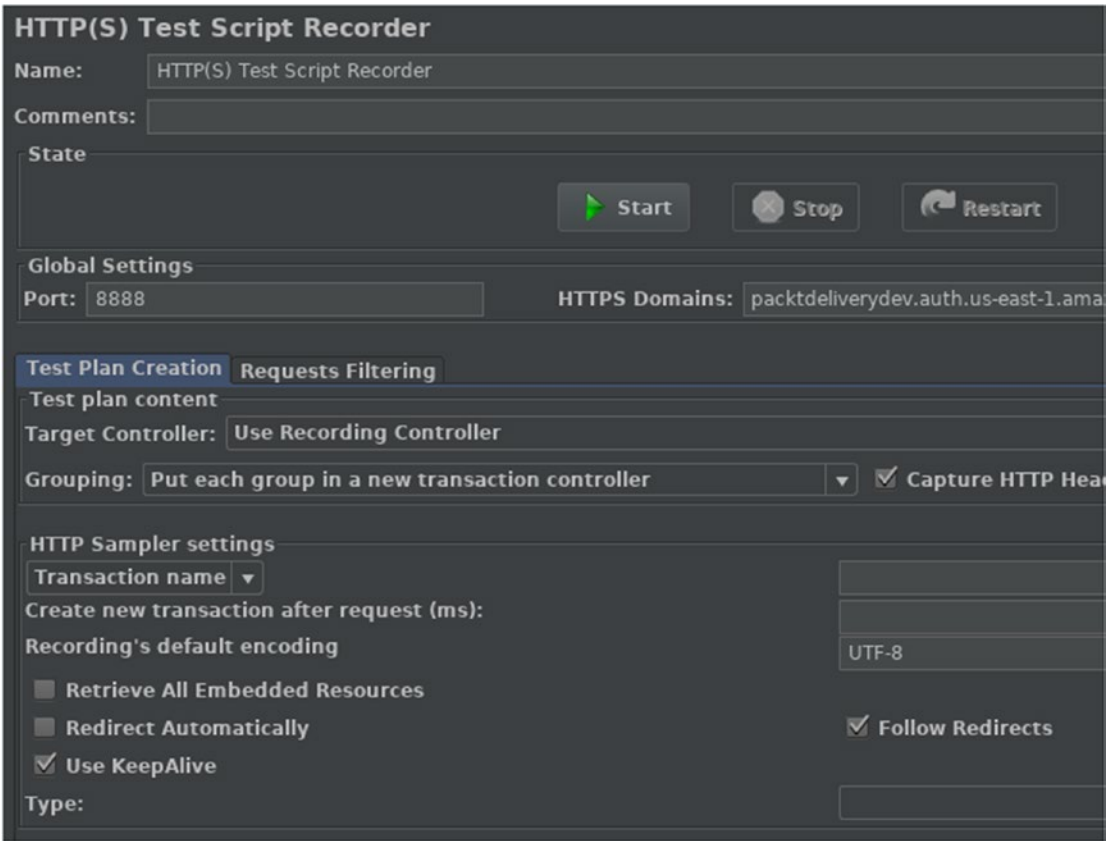 HTTP(S) Test Script Recorder
Name: HTTP(S) Test Script Recorder
Comments:
State
Start Stop Restart
Global Settings
Port: 8888 HTTPS Domains: packtdeliverydev.auth.us-east-1.ama
Test Plan Creation Requests Filtering
Test plan content
Target Controller: Use Recording Controller
Grouping: Put each group in a new transaction controller Capture HTTP Hea
HTTP Sampler settings
Transaction name
Create new transaction after request (ms):
Recording's default encoding UTF-8
Retrieve All Embedded Resources
Redirect Automatically Follow Redirects
Use KeepAlive
Type: